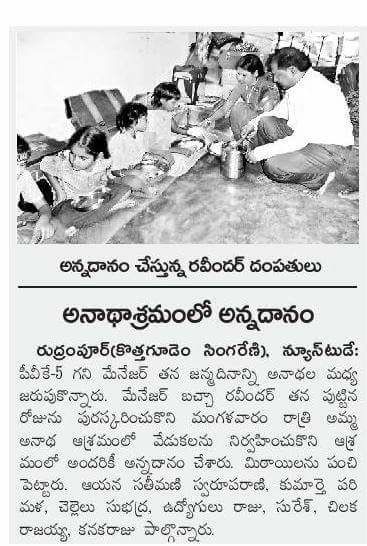 అన్నదానం చేస్తున్న రవీందర్ దంపతులు
అనాథాశ్రమంలో అన్నదానం
రుద్రంపూర్(కొత్తగూడెం సింగరేణి), న్యూస్‌టుడే:
పీవీకే-5 గని మేనేజర్ తన జన్మదినాన్ని అనాథల మధ్య
జరుపుకొన్నారు. మేనేజర్ బచ్చా రవీందర్ తన పుట్టిన
రోజును పురస్కరించుకొని మంగళవారం రాత్రి అమ్మ
అనాథ ఆశ్రమంలో వేడుకలను నిర్వహించుకొని ఆశ్ర
మంలో అందరికీ అన్నదానం చేశారు. మిఠాయిలను పంచి
పెట్టారు. ఆయన సతీమణి స్వరూపరాణి, కుమార్తె పరి
మళ, చెల్లెలు సుభద్ర, ఉద్యోగులు రాజు, సురేశ్, చిలక
రాజయ్య, కనకరాజు పాల్గొన్నారు.